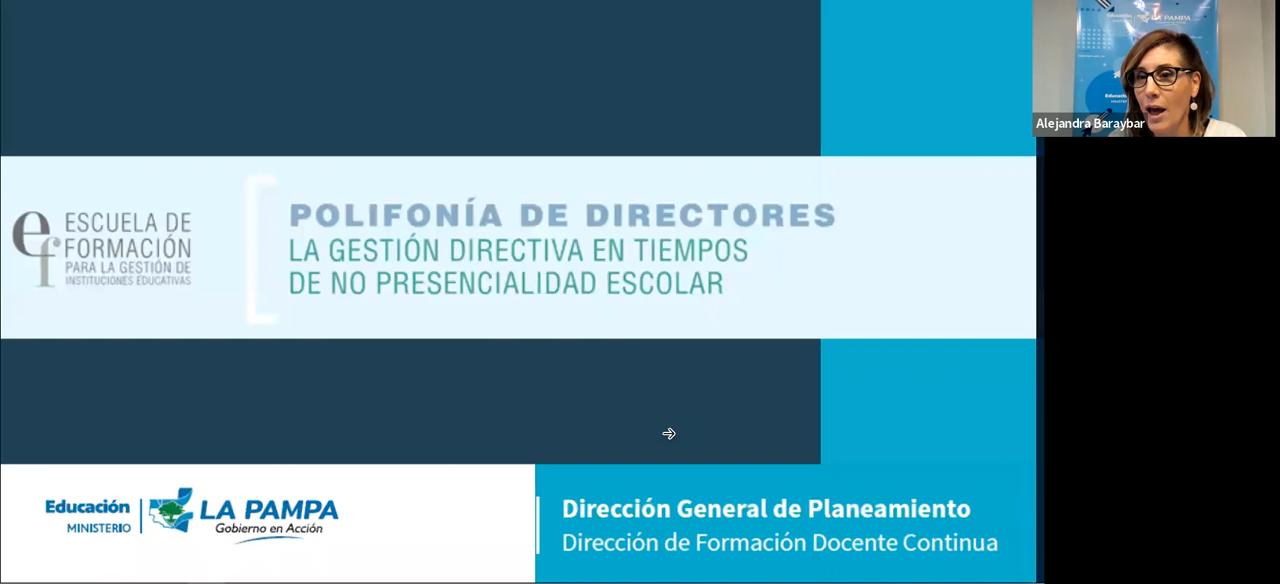 ESCUELA DE
FORMACIÓN
PARA LA GESTIÓN DE
INSTITUCIONES EDUCATIVAS
POLIFONÍA DE DIRECTORES
LA GESTIÓN DIRECTIVA EN TIEMPOS
DE NO PRESENCIALIDAD ESCOLAR
Educación
MINISTERIO
LA PAMPA
Gobierno en Acción
Dirección General de Planeamiento
Dirección de Formación Docente Continua
LA PAMPA
Alejandra Baraybar